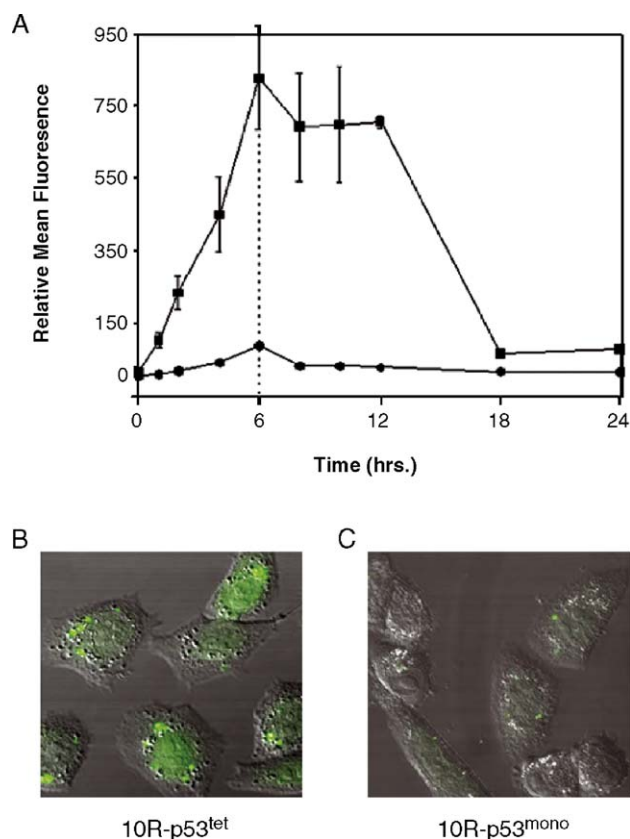 A
950
750
550
350
150
0
Relative Mean Fluoresence
0 6 12 18 24
Time (hrs.)
B C
10R-p53tet 10R-p53mono